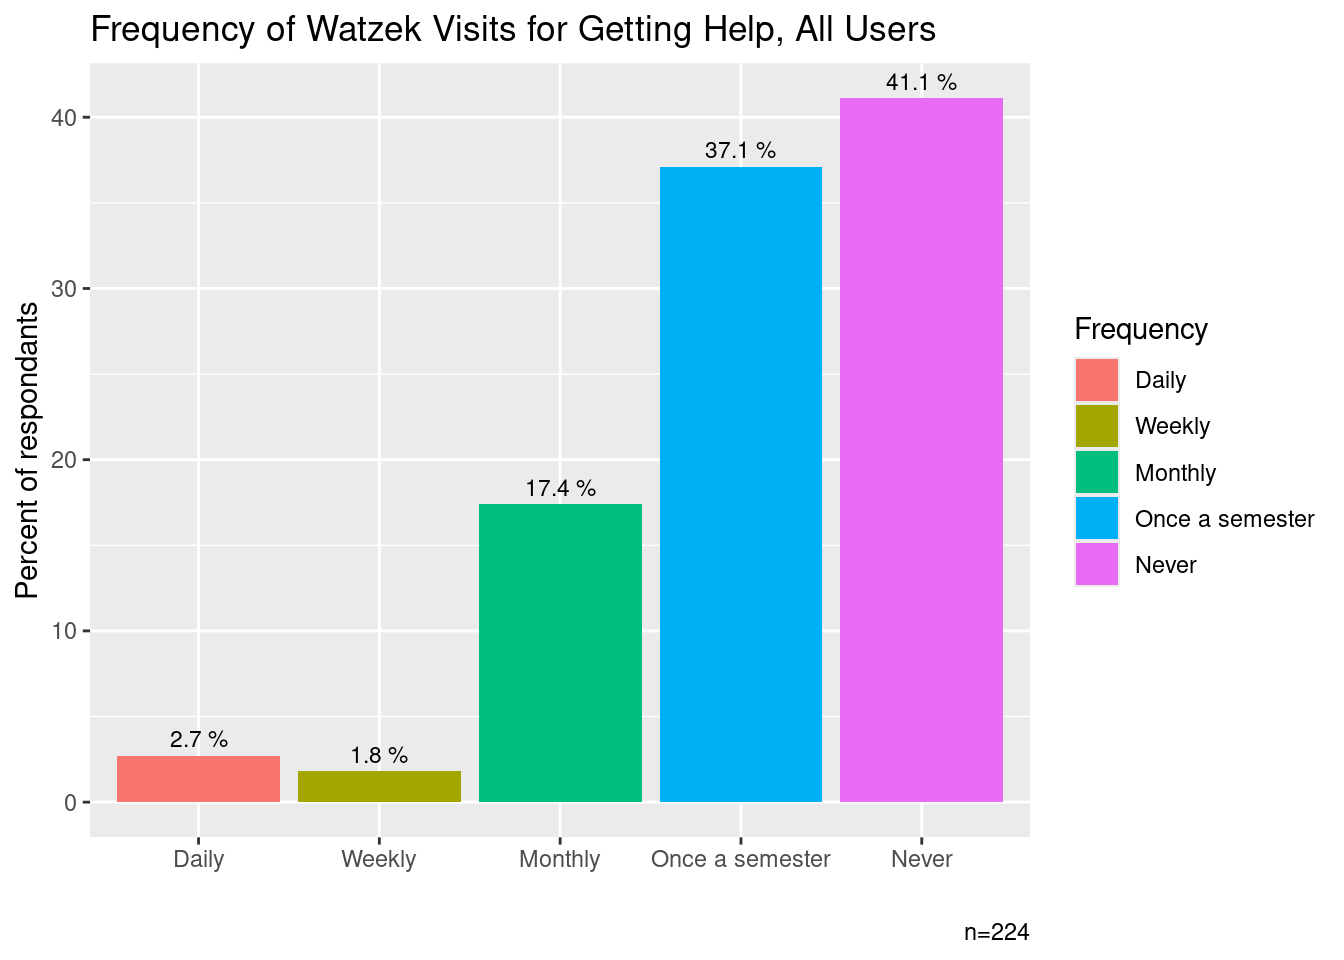 Frequency of Watzek Visits for Getting Help, All Users
41.1 %
37.1 %
17.4 %
2.7 %
1.8 %
40
30
20
10
0
Percent of respondants
Daily
Weekly
Monthly
Once a semester
Never
Frequency
Daily
Weekly
Monthly
Once a semester
Never
n=224